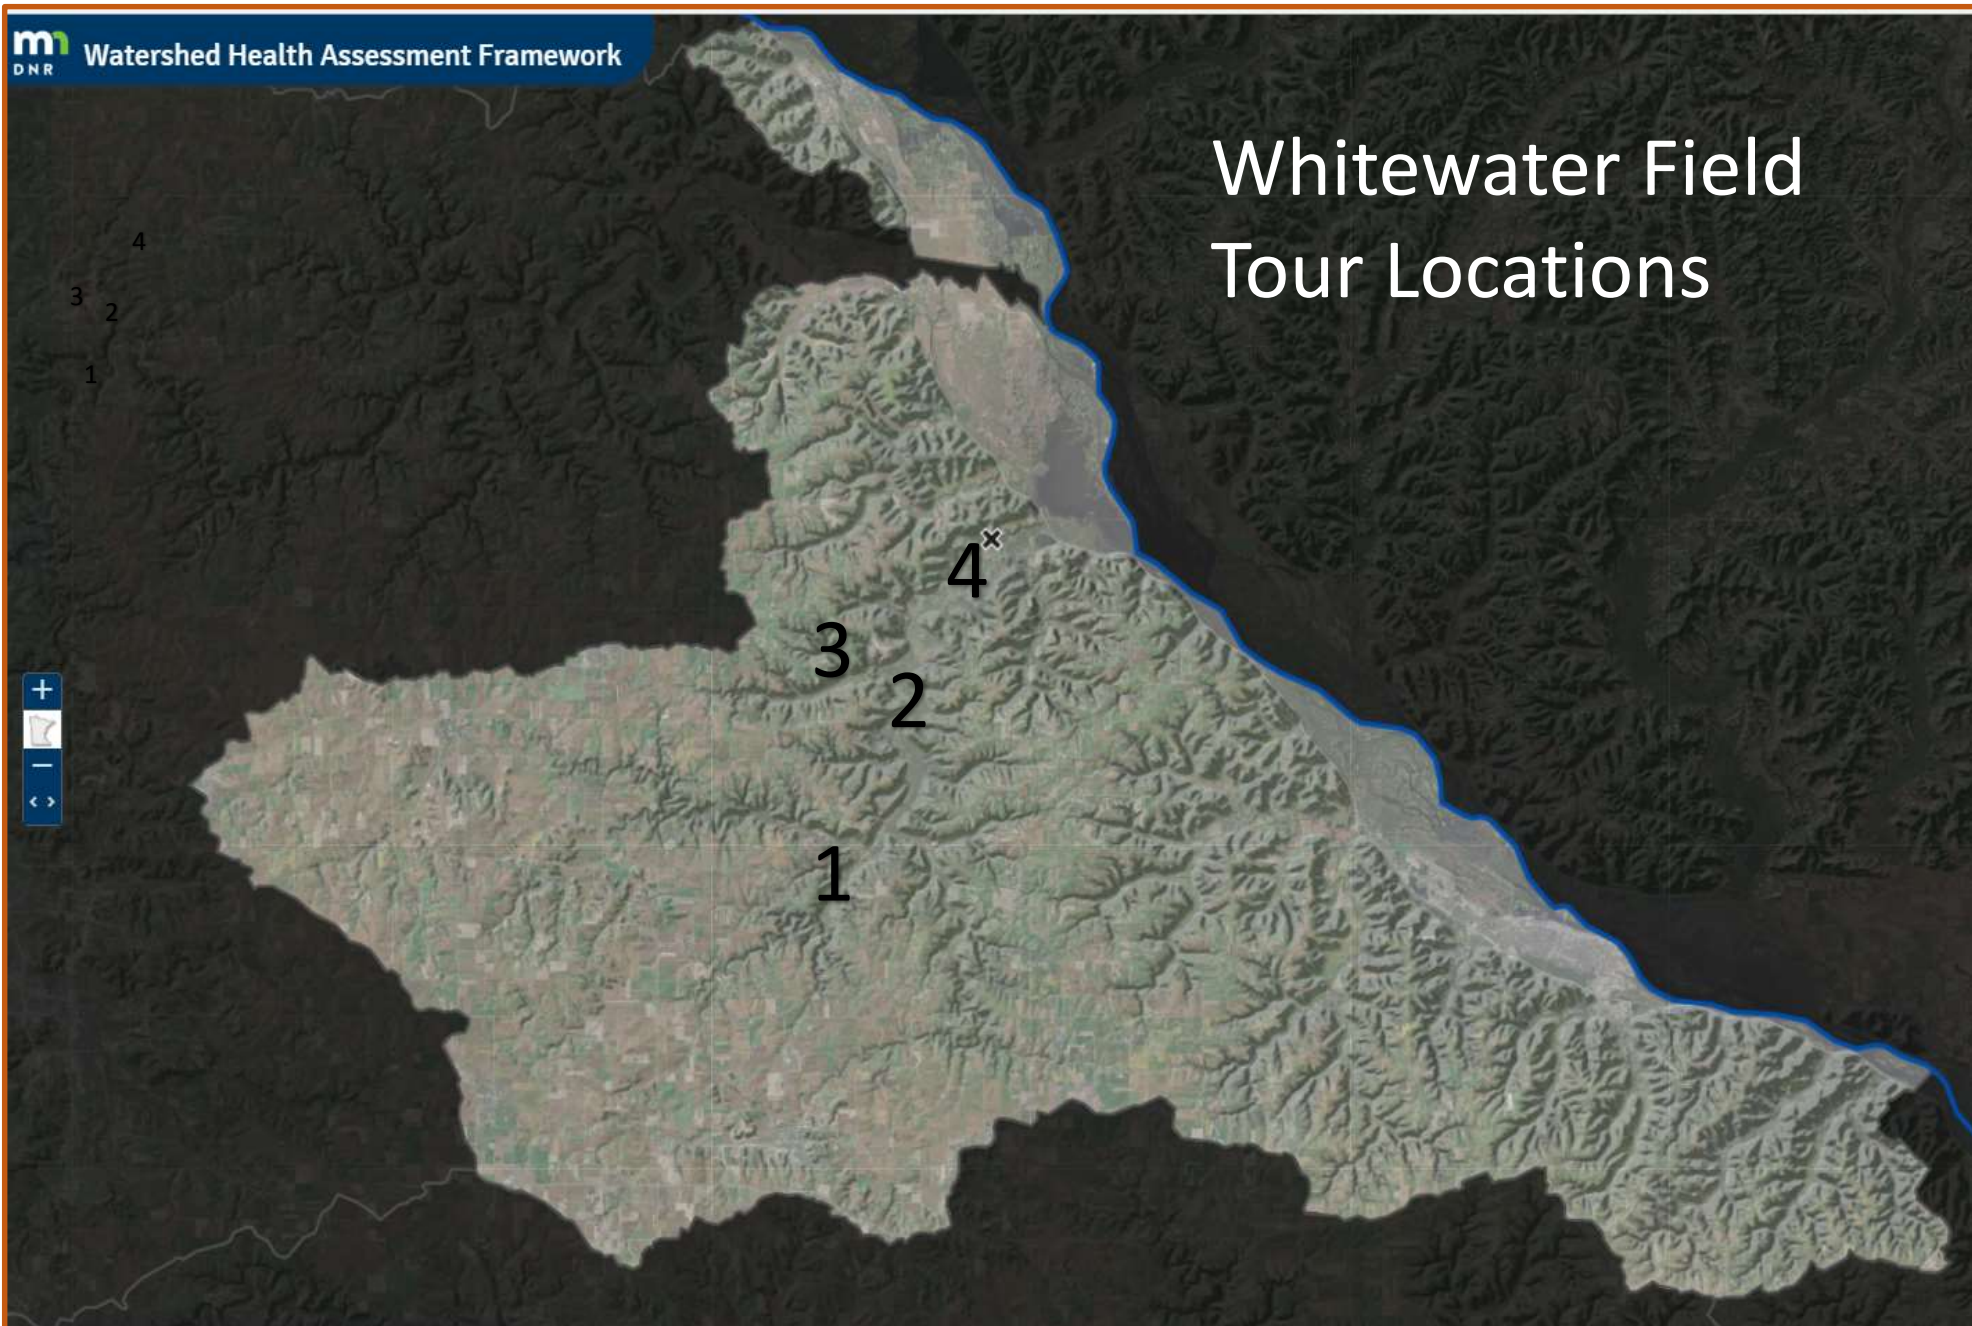 mn
DNR
Watershed Health Assessment Framework
Whitewater Field
Tour Locations
4
3
2
1
4
3
2
1